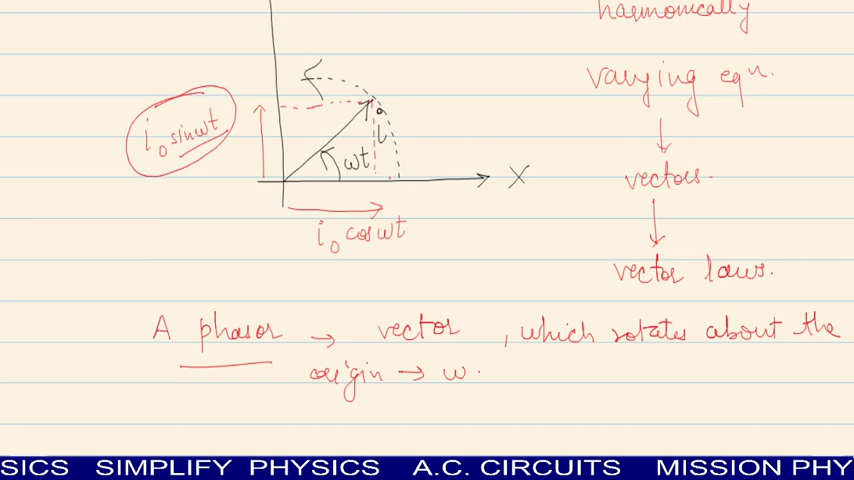 harmonically
varying eqn.
i₀ sinωt
ωt
X
vectors.
i₀ cosωt
vector laws.
A phasor → vector, which rotates about the
origin → ω.
SICS SIMPLIFY PHYSICS A.C. CIRCUITS MISSION PHY